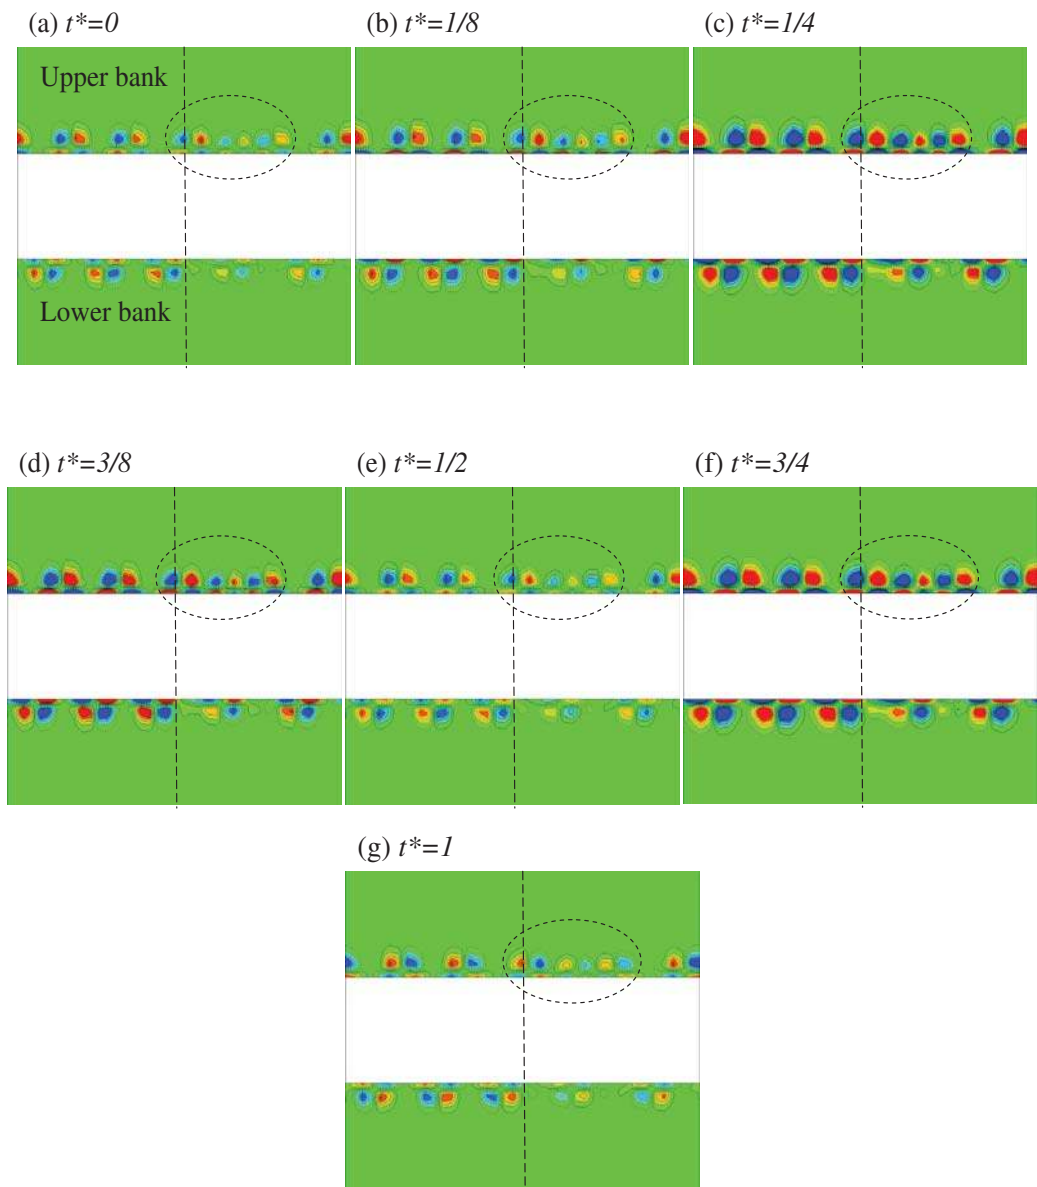 (a) t*=0
(b) t*=1/8
(c) t*=1/4
Upper bank
Lower bank
(d) t*=3/8
(e) t*=1/2
(f) t*=3/4
(g) t*=1